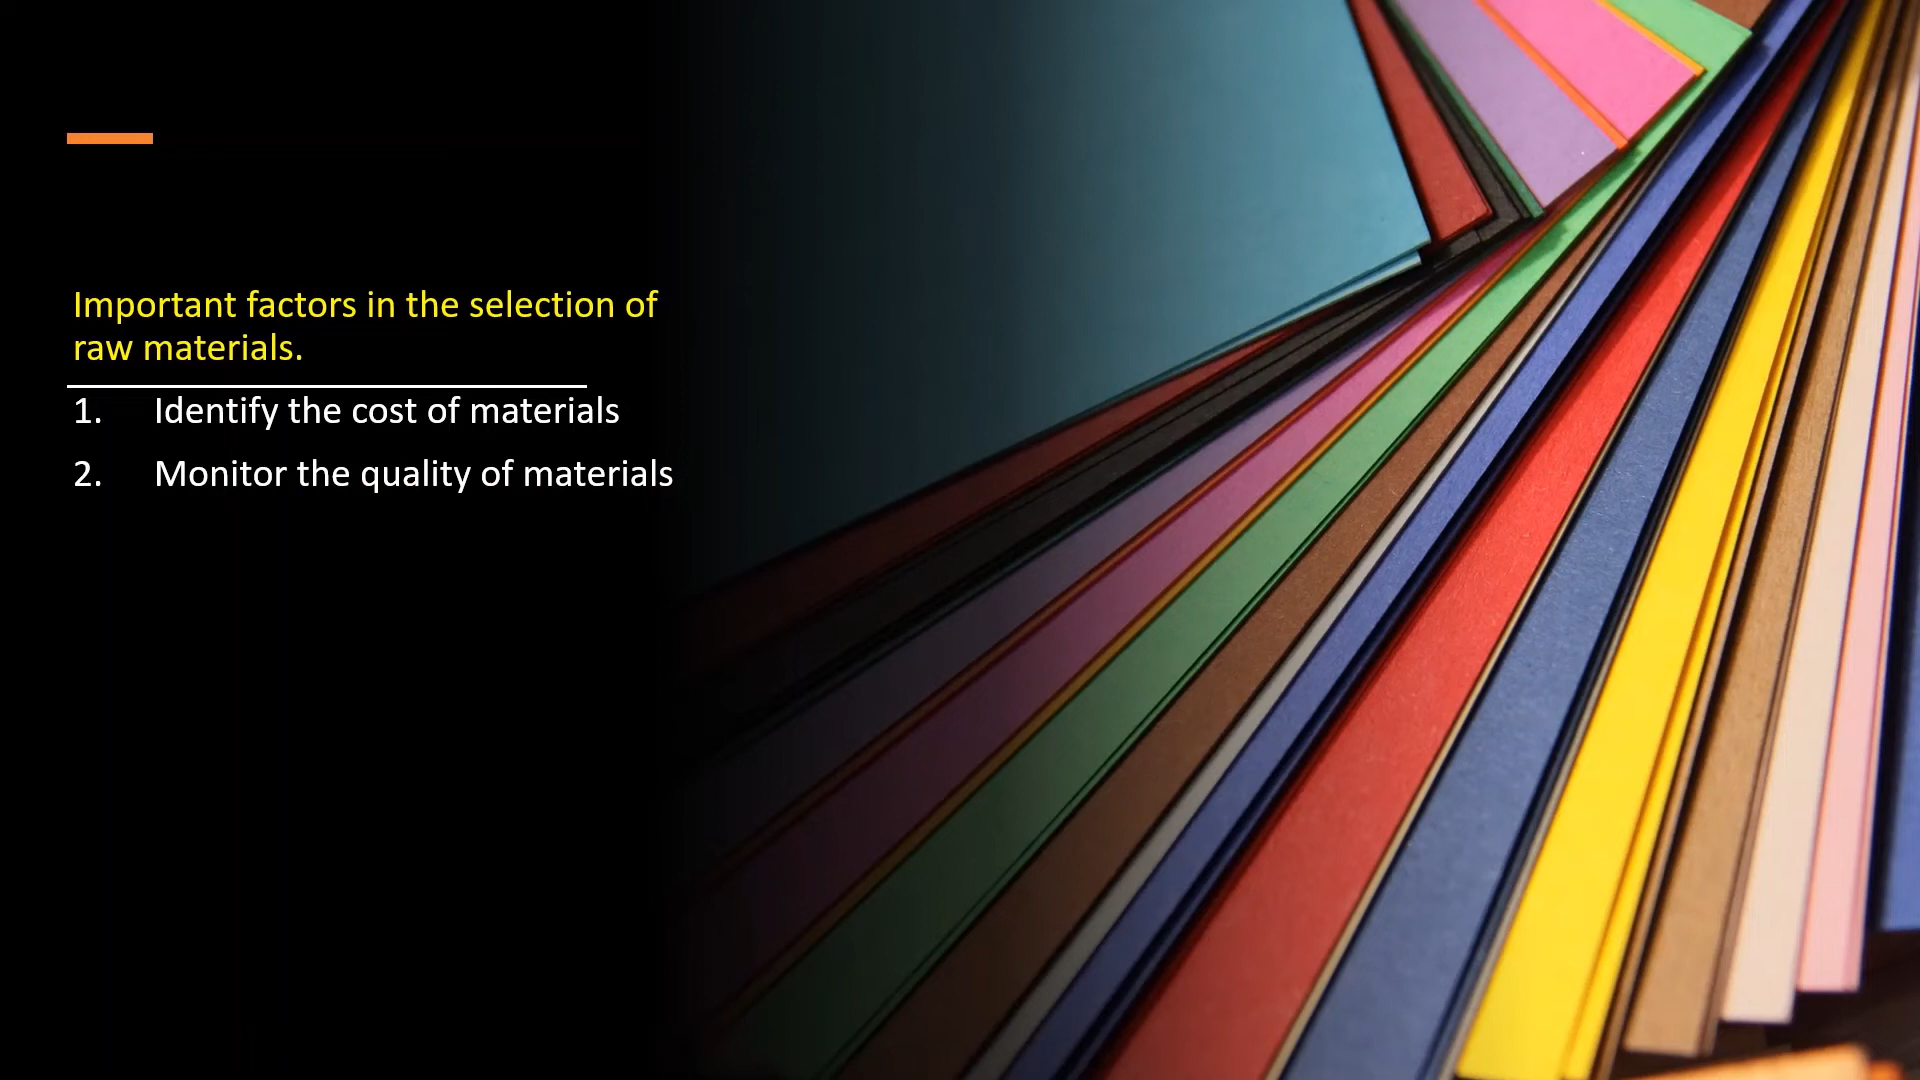 Important factors in the selection of
raw materials.
1. Identify the cost of materials
2. Monitor the quality of materials